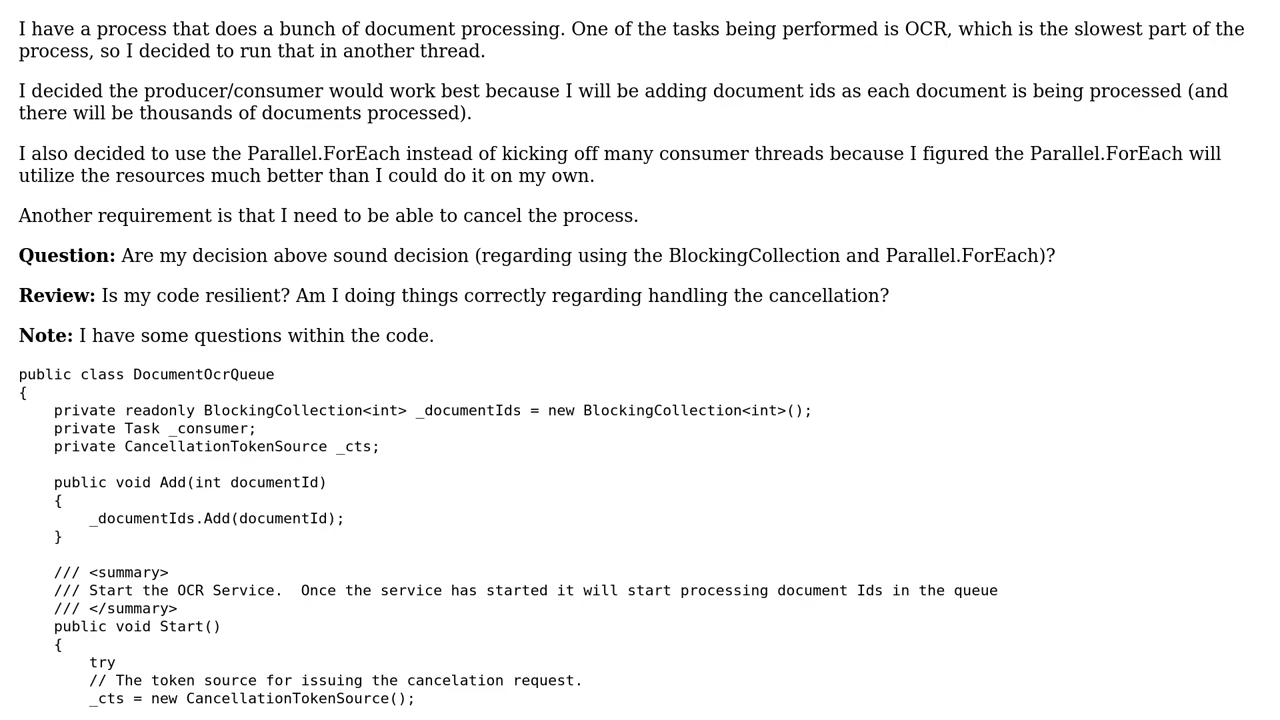 I have a process that does a bunch of document processing. One of the tasks being performed is OCR, which is the slowest part of the
process, so I decided to run that in another thread.
I decided the producer/consumer would work best because I will be adding document ids as each document is being processed (and
there will be thousands of documents processed).
I also decided to use the Parallel.ForEach instead of kicking off many consumer threads because I figured the Parallel.ForEach will
utilize the resources much better than I could do it on my own.
Another requirement is that I need to be able to cancel the process.
Question: Are my decision above sound decision (regarding using the BlockingCollection and Parallel.ForEach)?
Review: Is my code resilient? Am I doing things correctly regarding handling the cancellation?
Note: I have some questions within the code.
public class DocumentOcrQueue
{
    private readonly BlockingCollection<int> _documentIds = new BlockingCollection<int>();
    private Task _consumer;
    private CancellationTokenSource _cts;

    public void Add(int documentId)
    {
        _documentIds.Add(documentId);
    }

    /// <summary>
    /// Start the OCR Service.  Once the service has started it will start processing document Ids in the queue
    /// </summary>
    public void Start()
    {
        try
        // The token source for issuing the cancelation request.
        _cts = new CancellationTokenSource();